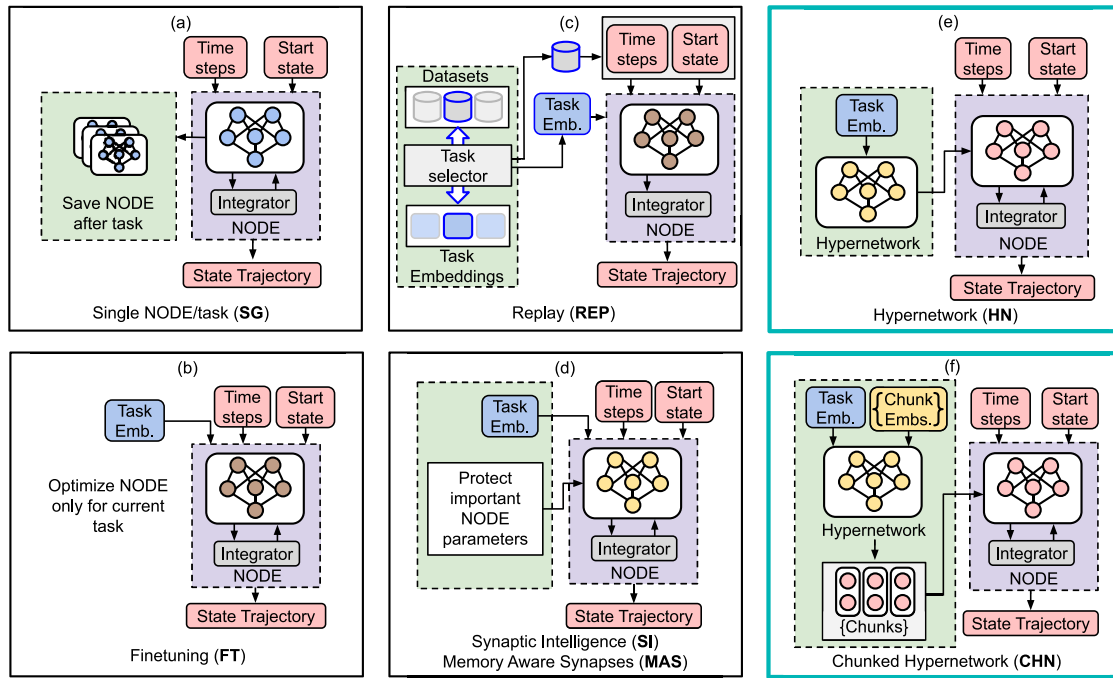 (a)
Time
steps
Start
state
Save NODE
after task
Integrator
NODE
State Trajectory
Single NODE/task (SG)
(c)
Time
steps
Start
state
Datasets
Task
Emb.
Task
selector
Integrator
NODE
Task
Embeddings
State Trajectory
Replay (REP)
(e)
Time
steps
Start
state
Task
Emb.
Hypernetwork
Integrator
NODE
State Trajectory
Hypernetwork (HN)
(b)
Task
Emb.
Time
steps
Start
state
Optimize NODE
only for current
task
Integrator
NODE
State Trajectory
Finetuning (FT)
(d)
Task
Emb.
Time
steps
Start
state
Protect
important
NODE
parameters
Integrator
NODE
State Trajectory
Synaptic Intelligence (SI)
Memory Aware Synapses (MAS)
(f)
Task
Emb.
{Chunk
Embs.}
Time
steps
Start
state
Hypernetwork
{Chunks}
Integrator
NODE
State Trajectory
Chunked Hypernetwork (CHN)